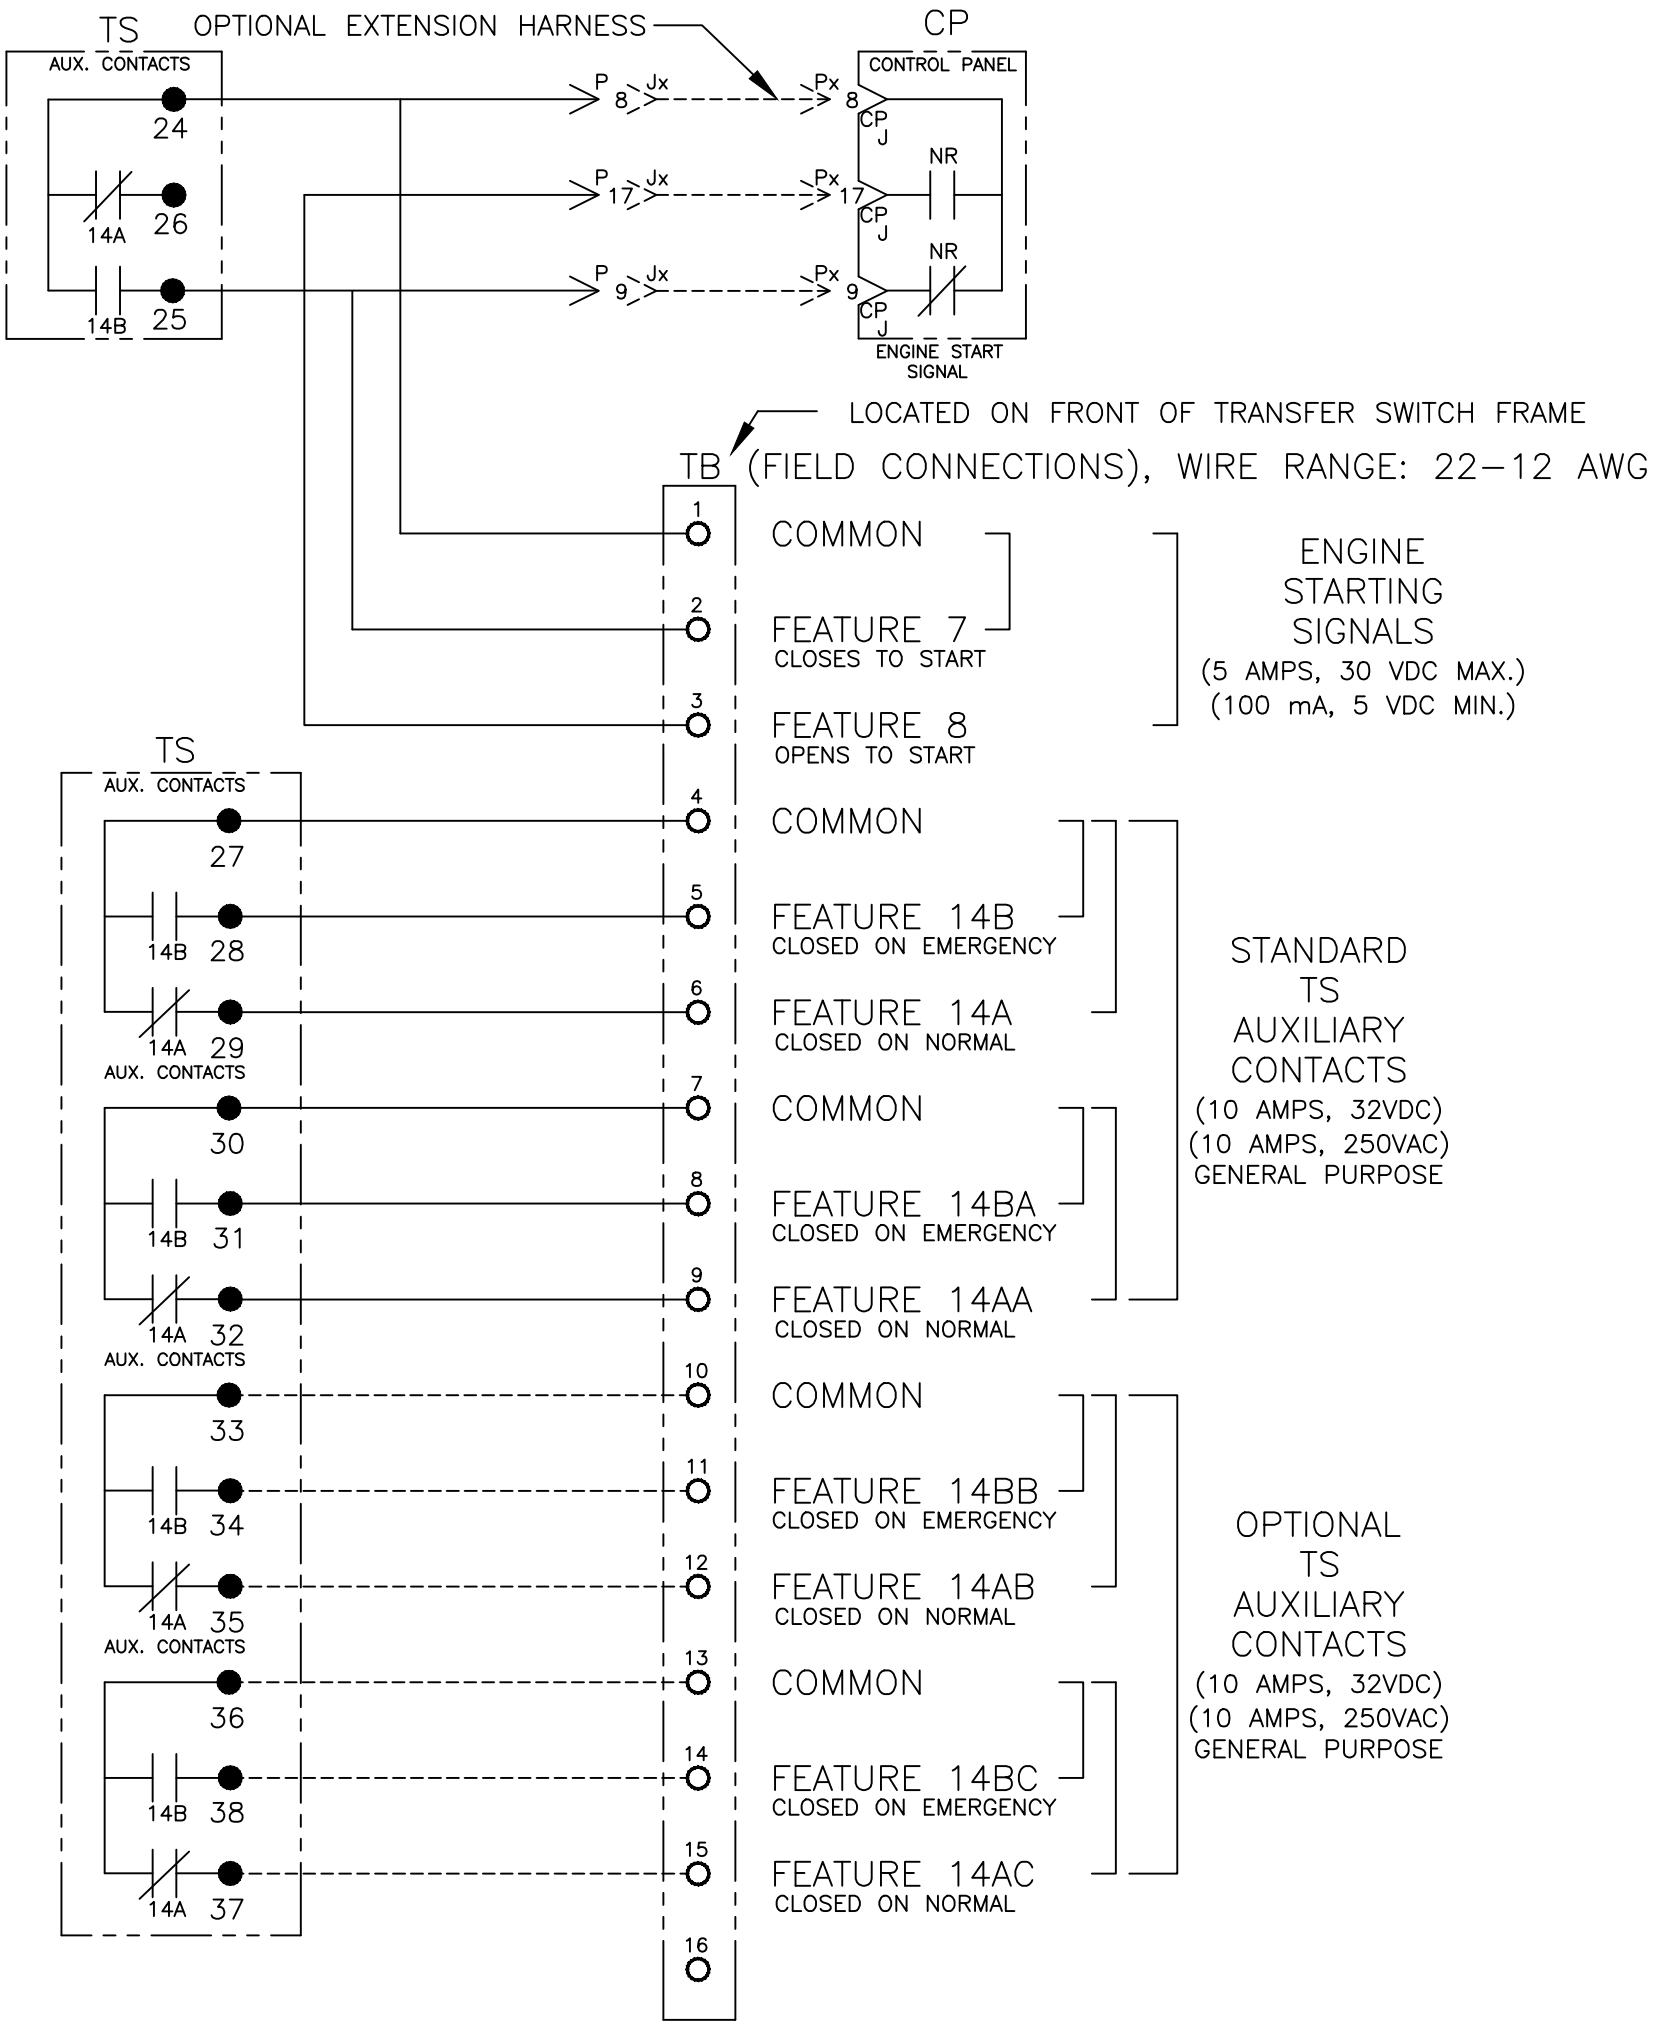 TS
OPTIONAL EXTENSION HARNESS
CP
AUX. CONTACTS
CONTROL PANEL
24
P 8 Jx
Px 8
CP
J
14A
26
P 17 Jx
Px 17
CP
J
NR
14B
25
P 9 Jx
Px 9
CP
J
NR
ENGINE START
SIGNAL
LOCATED ON FRONT OF TRANSFER SWITCH FRAME
TB (FIELD CONNECTIONS), WIRE RANGE: 22-12 AWG
1
COMMON
2
FEATURE 7
CLOSES TO START
3
FEATURE 8
OPENS TO START
ENGINE
STARTING
SIGNALS
(5 AMPS, 30 VDC MAX.)
(100 mA, 5 VDC MIN.)
TS
AUX. CONTACTS
27
4
COMMON
14B
28
5
FEATURE 14B
CLOSED ON EMERGENCY
14A
29
6
FEATURE 14A
CLOSED ON NORMAL
AUX. CONTACTS
30
7
COMMON
14B
31
8
FEATURE 14BA
CLOSED ON EMERGENCY
14A
32
9
FEATURE 14AA
CLOSED ON NORMAL
STANDARD
TS
AUXILIARY
CONTACTS
(10 AMPS, 32VDC)
(10 AMPS, 250VAC)
GENERAL PURPOSE
AUX. CONTACTS
33
10
COMMON
14B
34
11
FEATURE 14BB
CLOSED ON EMERGENCY
14A
35
12
FEATURE 14AB
CLOSED ON NORMAL
AUX. CONTACTS
36
13
COMMON
14B
38
14
FEATURE 14BC
CLOSED ON EMERGENCY
14A
37
15
FEATURE 14AC
CLOSED ON NORMAL
16
OPTIONAL
TS
AUXILIARY
CONTACTS
(10 AMPS, 32VDC)
(10 AMPS, 250VAC)
GENERAL PURPOSE